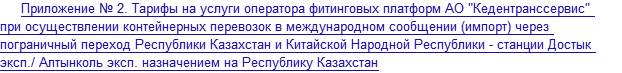 Приложение № 2. Тарифы на услуги оператора фитинговых платформ АО "Кедентранссервис"
при осуществлении контейнерных перевозок в международном сообщении (импорт) через
пограничный переход Республики Казахстан и Китайской Народной Республики - станции Достык
эксп./ Алтынколь эксп. назначением на Республику Казахстан